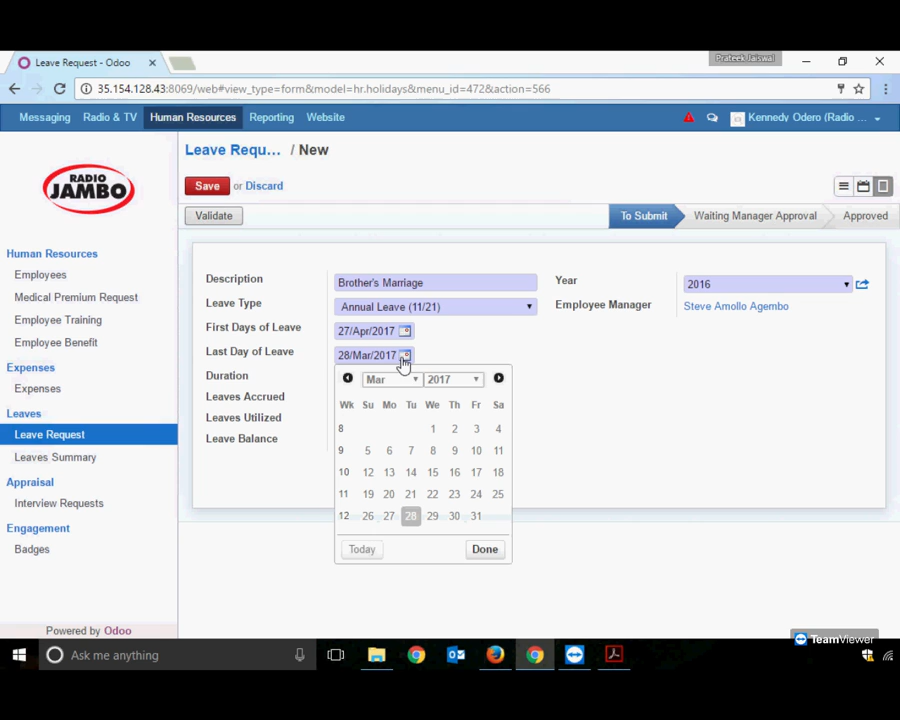 Prateek Jaiswal
Leave Request - Odoo
35.154.128.43:8069/web#view_type=form&model=hr.holidays&menu_id=472&action=566
Messaging Radio & TV Human Resources Reporting Website Kennedy Odero (Radio ...
RADIO
JAMBO
Leave Requ... / New
Save or Discard
Validate To Submit Waiting Manager Approval Approved
Human Resources
Employees
Medical Premium Request
Employee Training
Employee Benefit
Expenses
Expenses
Leaves
Leave Request
Leaves Summary
Appraisal
Interview Requests
Engagement
Badges
Powered by Odoo
Description Brother's Marriage Year 2016
Leave Type Annual Leave (11/21) Employee Manager Steve Amollo Agembo
First Days of Leave 27/Apr/2017
Last Day of Leave 28/Mar/2017
Duration
Leaves Accrued
Leaves Utilized
Leave Balance
Mar 2017
Wk Su Mo Tu We Th Fr Sa
8 1 2 3 4
9 5 6 7 8 9 10 11
10 12 13 14 15 16 17 18
11 19 20 21 22 23 24 25
12 26 27 28 29 30 31
Today Done
TeamViewer
Ask me anything